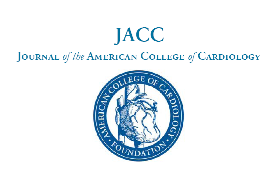 JACC
JOURNAL of the AMERICAN COLLEGE of CARDIOLOGY
AMERICAN COLLEGE OF CARDIOLOGY
· FOUNDATION ·